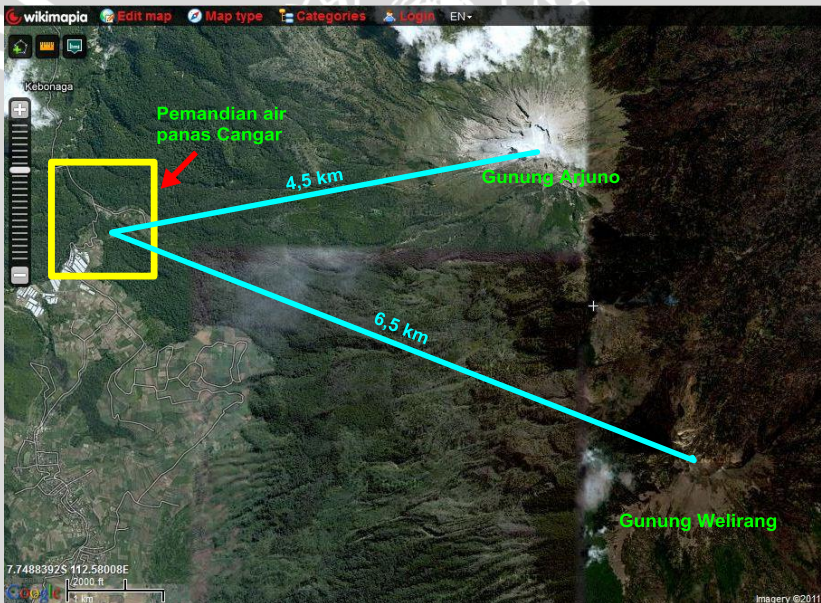 wikimapia Edit map Map type Categories Login EN
Kebonaga
Pemandian air
panas Cangar
4,5 km
Gunung Arjuno
6,5 km
Gunung Welirang
7.7488392S 112.58008E
Google
2000 ft
1 km
Imagery ©2011